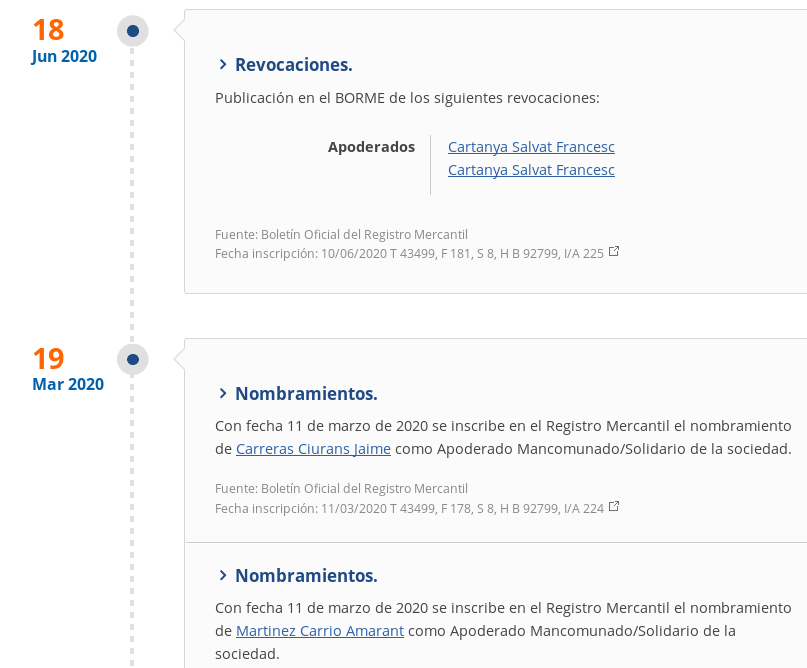 18
Jun 2020
Revocaciones.
Publicación en el BORME de los siguientes revocaciones:
Apoderados
Cartanya Salvat Francesc
Cartanya Salvat Francesc
Fuente: Boletín Oficial del Registro Mercantil
Fecha inscripción: 10/06/2020 T 43499, F 181, S 8, H B 92799, I/A 225
19
Mar 2020
Nombramientos.
Con fecha 11 de marzo de 2020 se inscribe en el Registro Mercantil el nombramiento
de Carreras Ciurans Jaime como Apoderado Mancomunado/Solidario de la sociedad.
Fuente: Boletín Oficial del Registro Mercantil
Fecha inscripción: 11/03/2020 T 43499, F 178, S 8, H B 92799, I/A 224
Nombramientos.
Con fecha 11 de marzo de 2020 se inscribe en el Registro Mercantil el nombramiento
de Martinez Carrio Amarant como Apoderado Mancomunado/Solidario de la
sociedad.